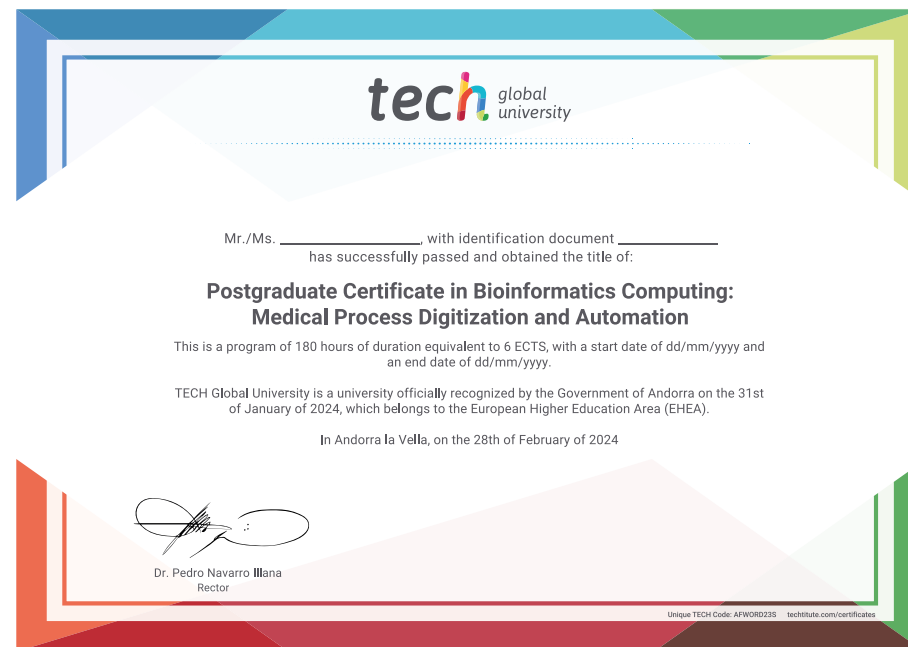 tech global
university
Mr./Ms. ____________________, with identification document ______________
has successfully passed and obtained the title of:
Postgraduate Certificate in Bioinformatics Computing:
Medical Process Digitization and Automation
This is a program of 180 hours of duration equivalent to 6 ECTS, with a start date of dd/mm/yyyy and
an end date of dd/mm/yyyy.
TECH Global University is a university officially recognized by the Government of Andorra on the 31st
of January of 2024, which belongs to the European Higher Education Area (EHEA).
In Andorra la Vella, on the 28th of February of 2024
Dr. Pedro Navarro Illana
Rector
Unique TECH Code: AFWORD23S techtitute.com/certificates